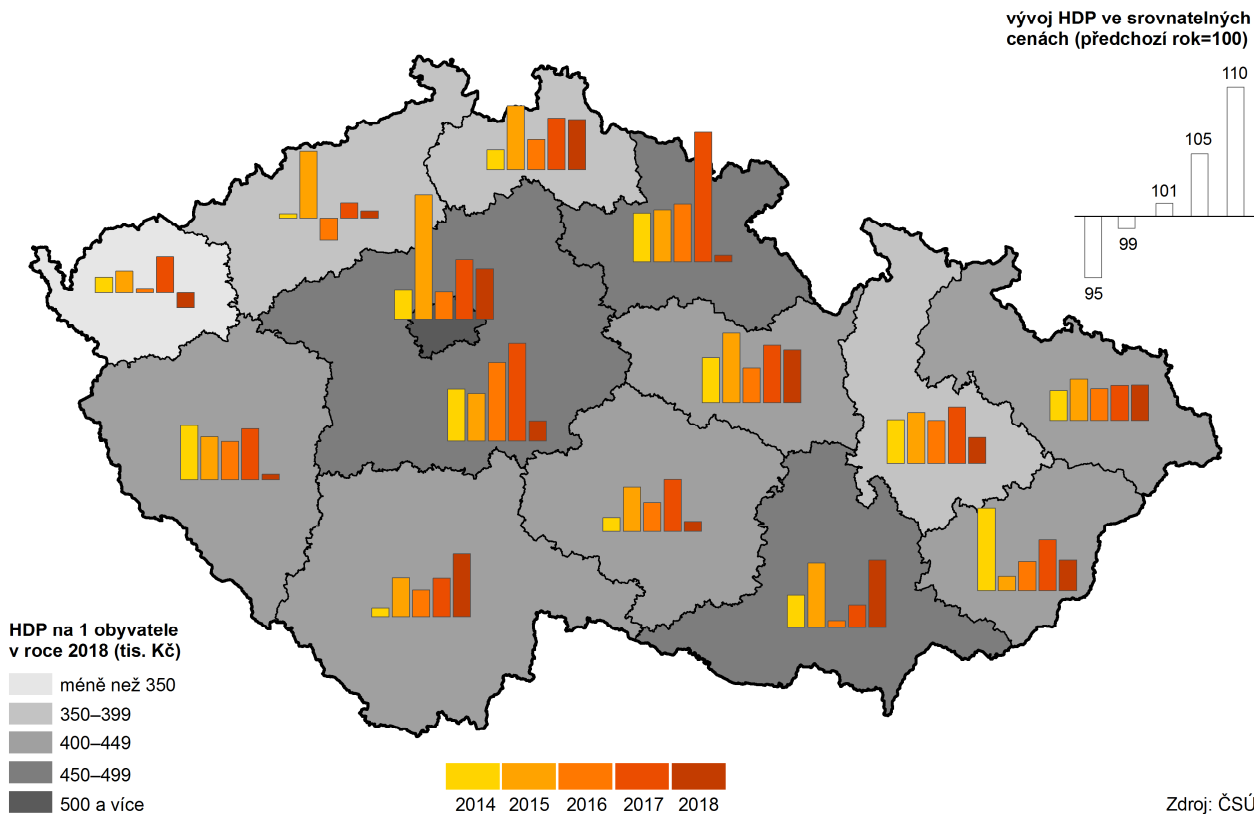 vývoj HDP ve srovnatelných
cenách (předchozí rok=100)
110
105
101
99
95
HDP na 1 obyvatele
v roce 2018 (tis. Kč)
méně než 350
350–399
400–449
450–499
500 a více
2014 2015 2016 2017 2018
Zdroj: ČSÚ